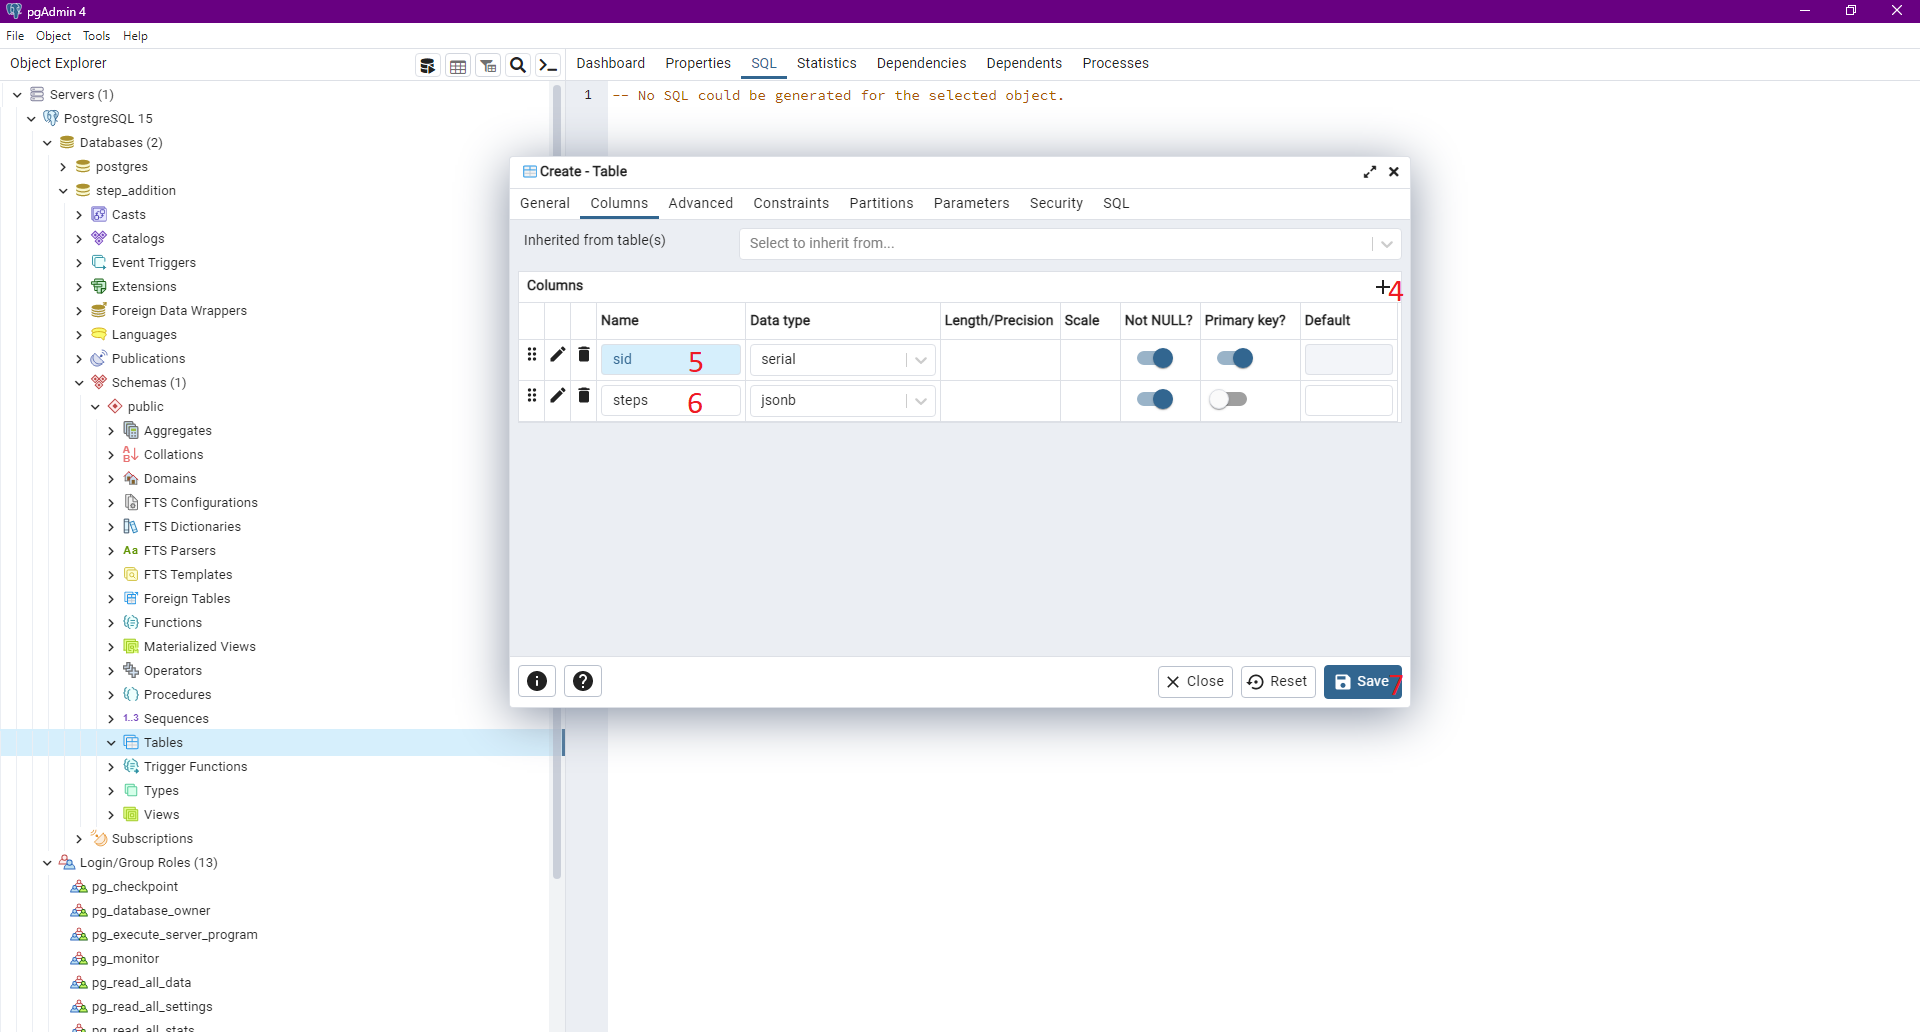 pgAdmin 4
File Object Tools Help
Object Explorer
Dashboard Properties SQL Statistics Dependencies Dependents Processes
1 -- No SQL could be generated for the selected object.
Servers (1)
PostgreSQL 15
Databases (2)
postgres
step_addition
Casts
Catalogs
Event Triggers
Extensions
Foreign Data Wrappers
Languages
Publications
Schemas (1)
public
Aggregates
Collations
Domains
FTS Configurations
FTS Dictionaries
Aa FTS Parsers
FTS Templates
Foreign Tables
Functions
Materialized Views
Operators
Procedures
1..3 Sequences
Tables
Trigger Functions
Types
Views
Subscriptions
Login/Group Roles (13)
pg_checkpoint
pg_database_owner
pg_execute_server_program
pg_monitor
pg_read_all_data
pg_read_all_settings
pg_read_all_stats
Create - Table
General Columns Advanced Constraints Partitions Parameters Security SQL
Inherited from table(s) Select to inherit from...
Columns 4
Name Data type Length/Precision Scale Not NULL? Primary key? Default
sid 5 serial
steps 6 jsonb
Close Reset Save 7